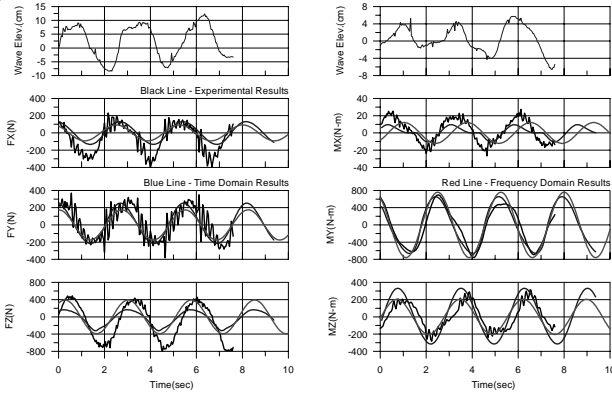 Wave Elev.(cm)
15
10
5
0
-5
-10
Wave Elev.(cm)
8
4
0
-4
-8
Black Line - Experimental Results
FX(N)
400
200
0
-200
-400
MX(N-m)
40
20
0
-20
-40
Blue Line - Time Domain Results
Red Line - Frequency Domain Results
FY(N)
400
200
0
-200
-400
MY(N-m)
800
400
0
-400
-800
FZ(N)
800
400
0
-400
-800
MZ(N-m)
400
200
0
-200
-400
0 2 4 6 8 10
0 2 4 6 8 10
Time(sec)
Time(sec)